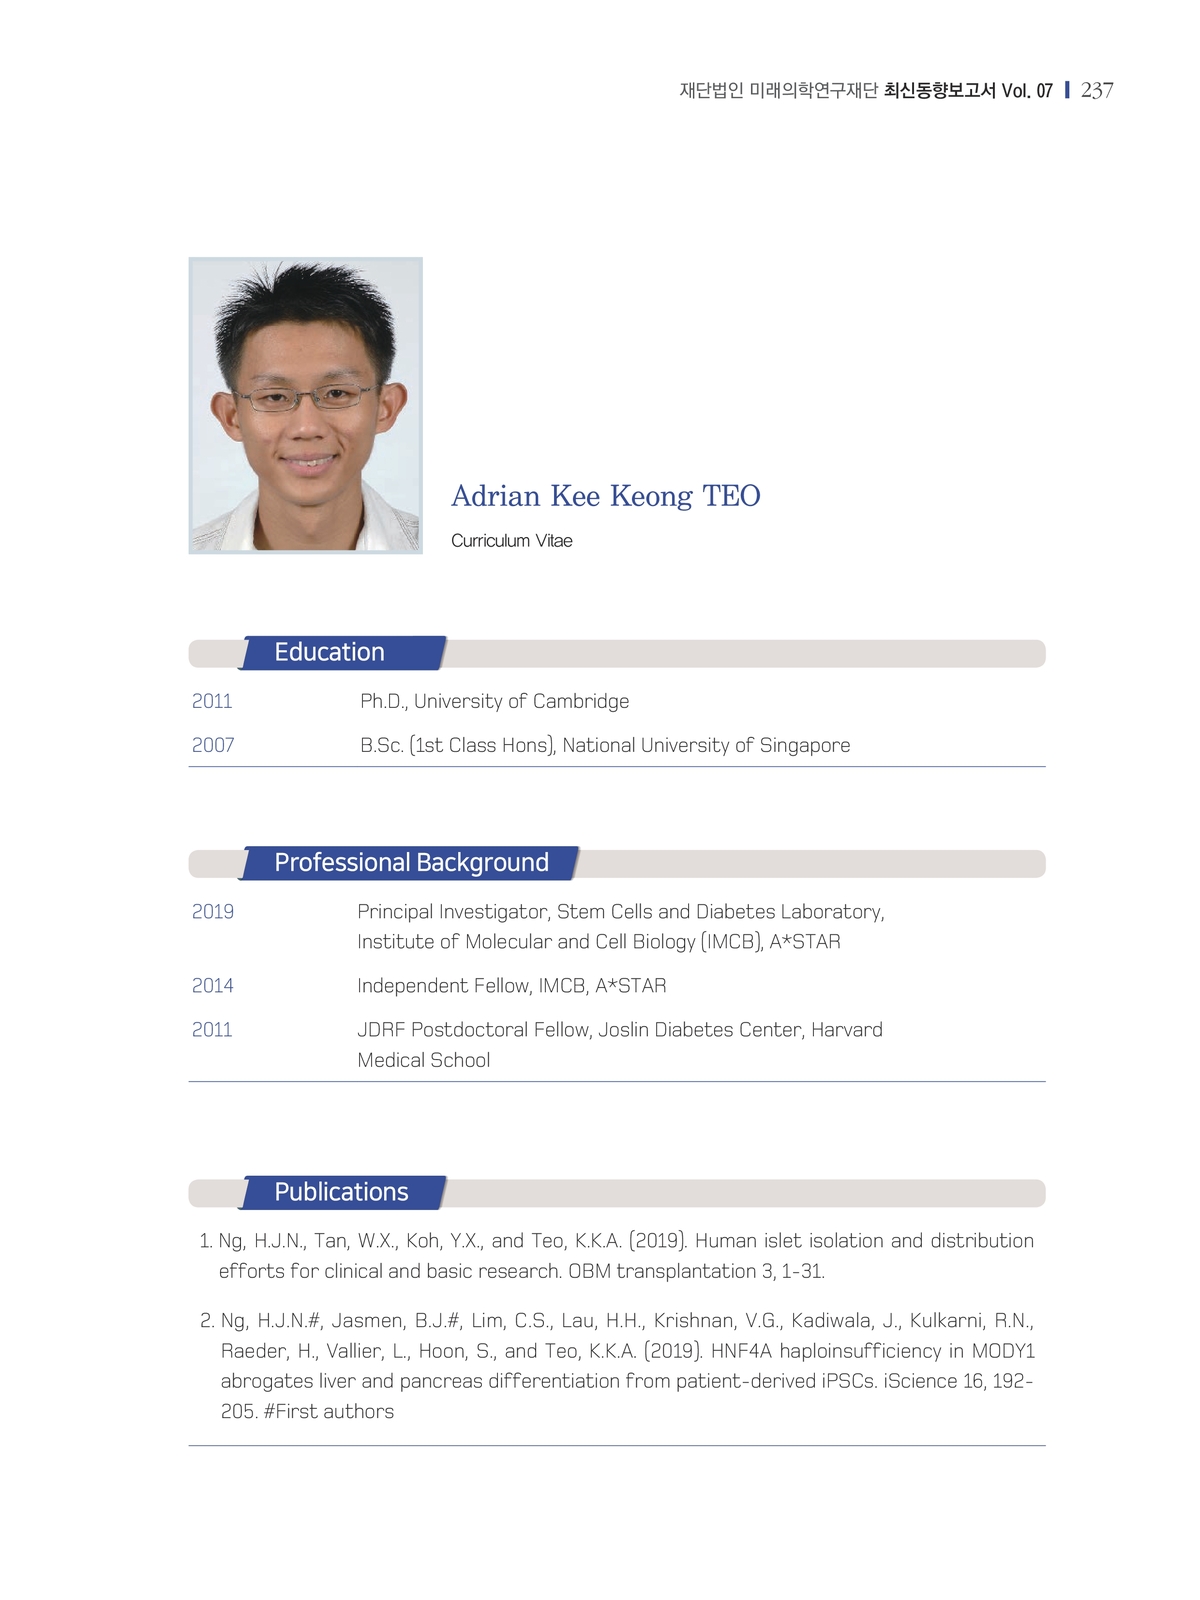 재단법인 미래의학연구재단 최신동향보고서 Vol. 07 237
Adrian Kee Keong TEO
Curriculum Vitae
Education
2011 Ph.D., University of Cambridge
2007 B.Sc. (1st Class Hons), National University of Singapore
Professional Background
2019 Principal Investigator, Stem Cells and Diabetes Laboratory,
Institute of Molecular and Cell Biology (IMCB), A*STAR
2014 Independent Fellow, IMCB, A*STAR
2011 JDRF Postdoctoral Fellow, Joslin Diabetes Center, Harvard
Medical School
Publications
1. Ng, H.J.N., Tan, W.X., Koh, Y.X., and Teo, K.K.A. (2019). Human islet isolation and distribution
efforts for clinical and basic research. OBM transplantation 3, 1-31.
2. Ng, H.J.N.#, Jasmen, B.J.#, Lim, C.S., Lau, H.H., Krishnan, V.G., Kadiwala, J., Kulkarni, R.N.,
Raeder, H., Vallier, L., Hoon, S., and Teo, K.K.A. (2019). HNF4A haploinsufficiency in MODY1
abrogates liver and pancreas differentiation from patient-derived iPSCs. iScience 16, 192-
205. #First authors